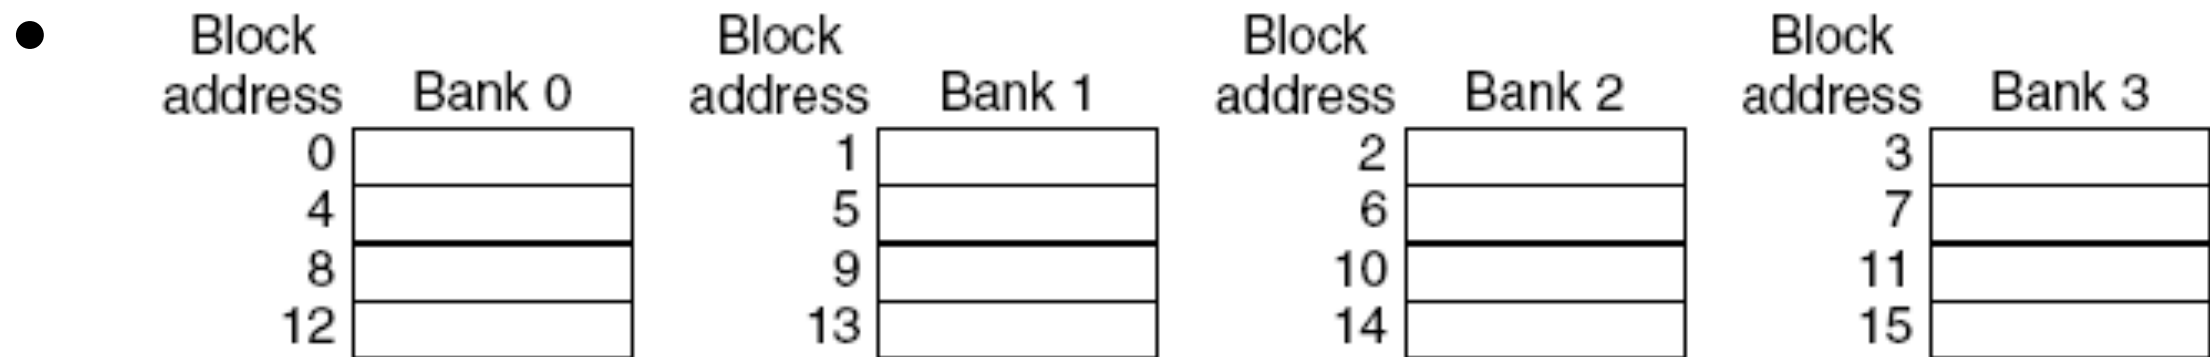 • Block Block Block Block
address Bank 0 address Bank 1 address Bank 2 address Bank 3
0 1 2 3
4 5 6 7
8 9 10 11
12 13 14 15